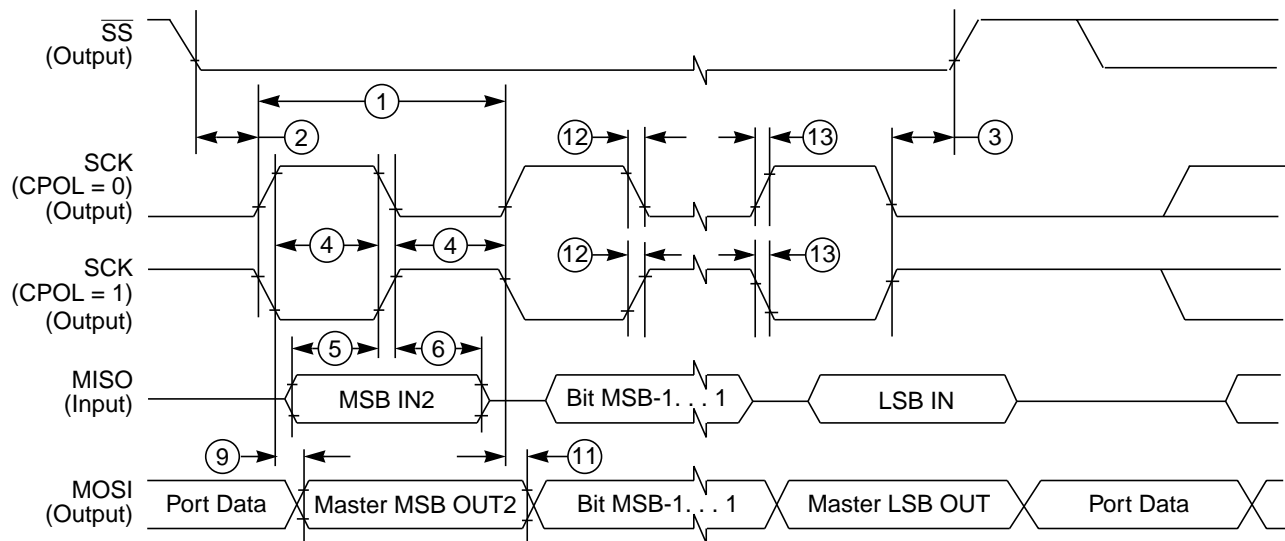 SS
(Output)
1
2
12
13
3
SCK
(CPOL = 0)
(Output)
4
4
SCK
(CPOL = 1)
(Output)
12
13
5
6
MISO
(Input)
MSB IN2
Bit MSB-1. . . 1
LSB IN
9
11
MOSI
(Output)
Port Data
Master MSB OUT2
Bit MSB-1. . . 1
Master LSB OUT
Port Data